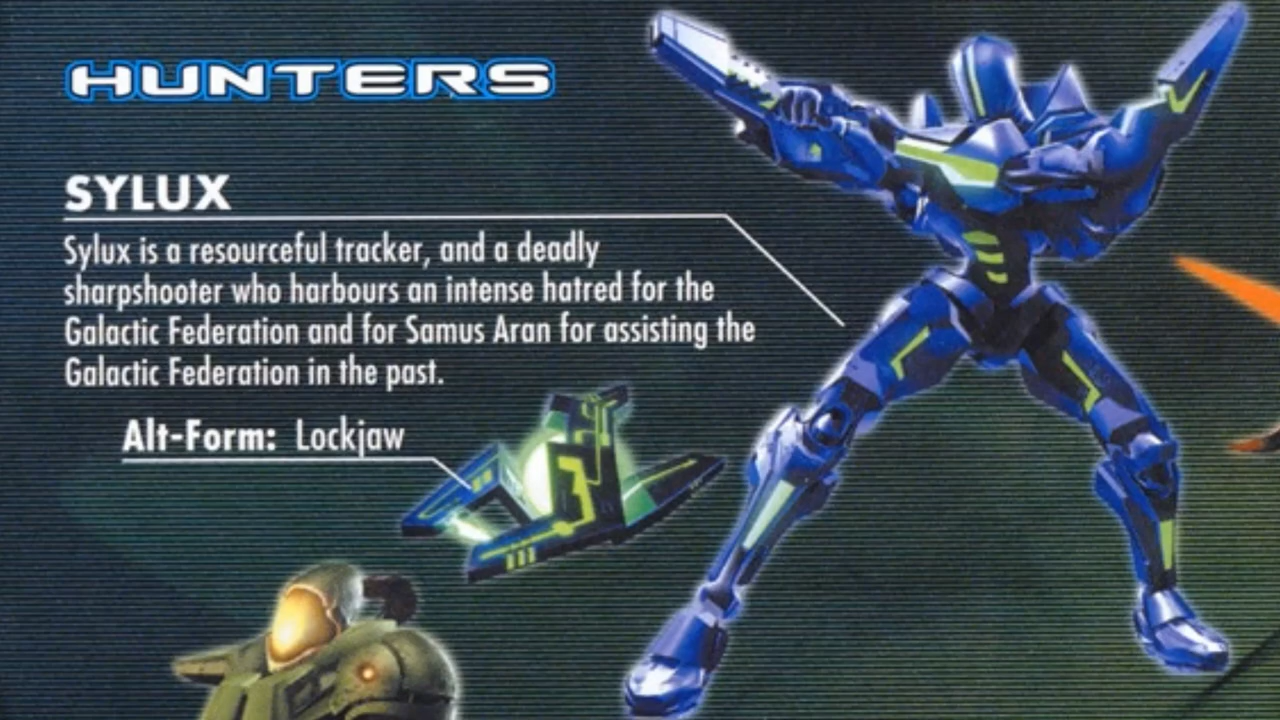 HUNTERS
SYLUX
Sylux is a resourceful tracker, and a deadly
sharpshooter who harbours an intense hatred for the
Galactic Federation and for Samus Aran for assisting the
Galactic Federation in the past.
Alt-Form: Lockjaw